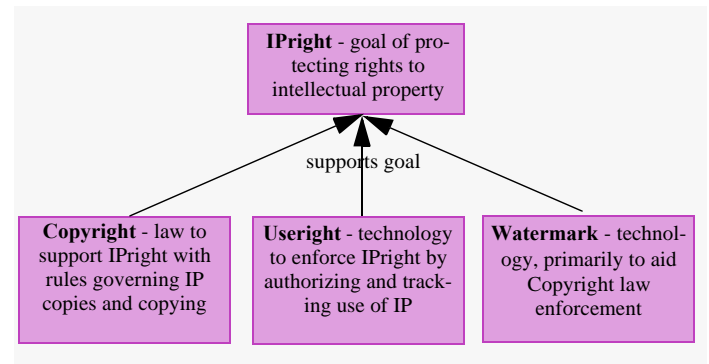 IPright - goal of pro-
tecting rights to
intellectual property
supports goal
Copyright - law to
support IPright with
rules governing IP
copies and copying
Useright - technology
to enforce IPright by
authorizing and track-
ing use of IP
Watermark - technol-
ogy, primarily to aid
Copyright law
enforcement